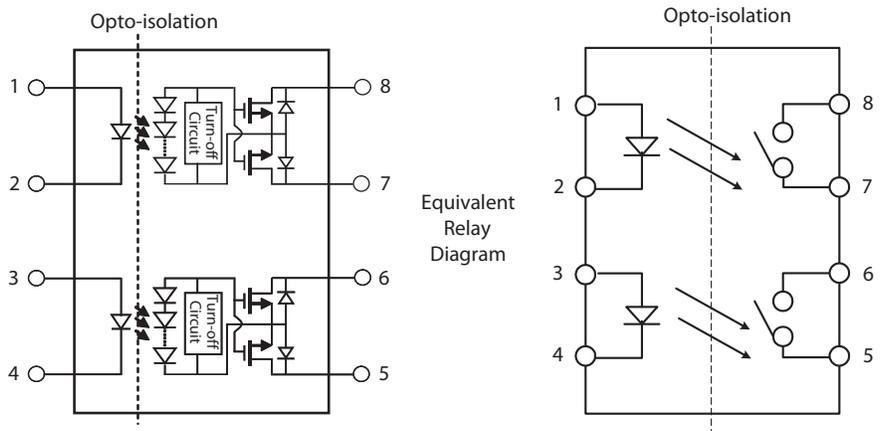 Opto-isolation
1
2
3
4
Turn-off
Circuit
Turn-off
Circuit
8
7
6
5
Equivalent
Relay
Diagram
Opto-isolation
1
2
3
4
8
7
6
5